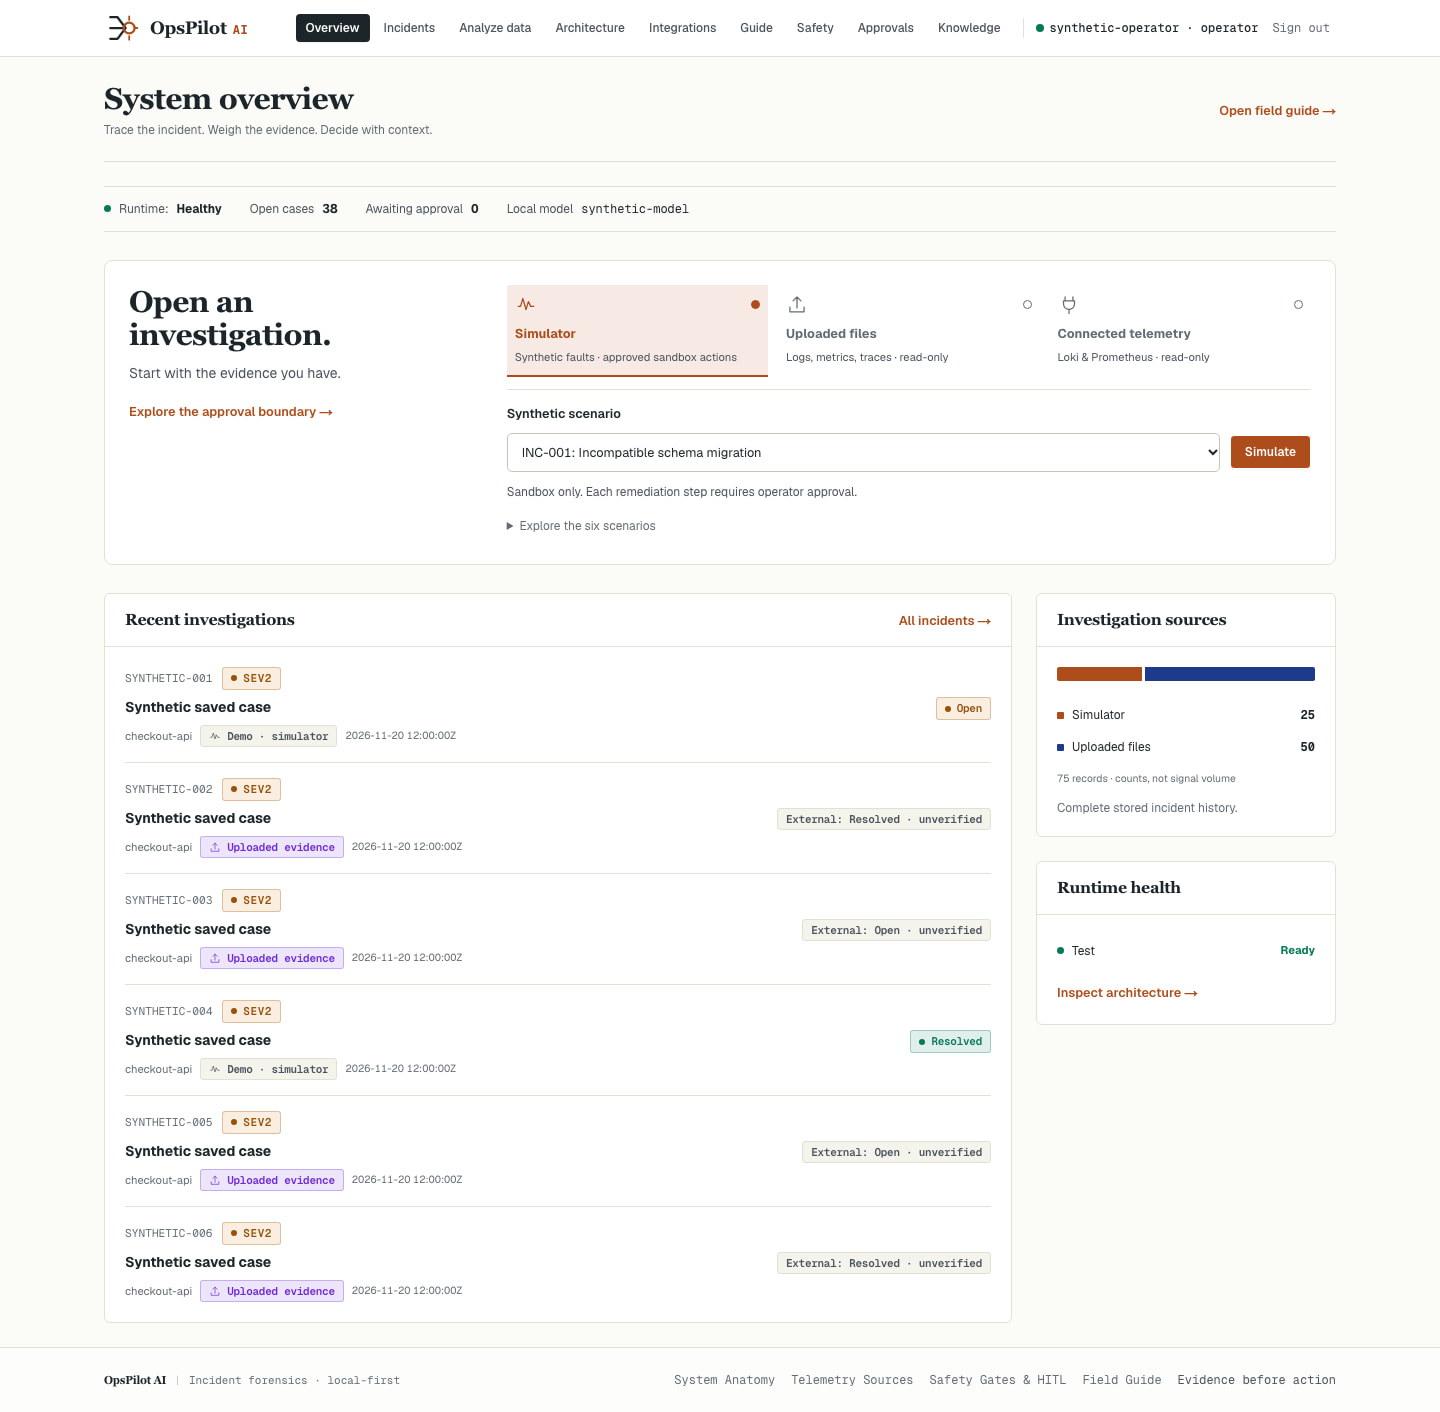 OpsPilot AI
Overview
Incidents
Analyze data
Architecture
Integrations
Guide
Safety
Approvals
Knowledge
synthetic-operator · operator
Sign out
System overview
Trace the incident. Weigh the evidence. Decide with context.
Open field guide →
Runtime: Healthy
Open cases 38
Awaiting approval 0
Local model synthetic-model
Open an
investigation.
Start with the evidence you have.
Explore the approval boundary →
Simulator
Synthetic faults · approved sandbox actions
Uploaded files
Logs, metrics, traces · read-only
Connected telemetry
Loki & Prometheus · read-only
Synthetic scenario
INC-001: Incompatible schema migration
Simulate
Sandbox only. Each remediation step requires operator approval.
Explore the six scenarios
Recent investigations
All incidents →
SYNTHETIC-001 SEV2
Synthetic saved case
Open
checkout-api Demo · simulator 2026-11-20 12:00:00Z
SYNTHETIC-002 SEV2
Synthetic saved case
External: Resolved · unverified
checkout-api Uploaded evidence 2026-11-20 12:00:00Z
SYNTHETIC-003 SEV2
Synthetic saved case
External: Open · unverified
checkout-api Uploaded evidence 2026-11-20 12:00:00Z
SYNTHETIC-004 SEV2
Synthetic saved case
Resolved
checkout-api Demo · simulator 2026-11-20 12:00:00Z
SYNTHETIC-005 SEV2
Synthetic saved case
External: Open · unverified
checkout-api Uploaded evidence 2026-11-20 12:00:00Z
SYNTHETIC-006 SEV2
Synthetic saved case
External: Resolved · unverified
checkout-api Uploaded evidence 2026-11-20 12:00:00Z
Investigation sources
Simulator 25
Uploaded files 50
75 records · counts, not signal volume
Complete stored incident history.
Runtime health
Test Ready
Inspect architecture →
OpsPilot AI
Incident forensics · local-first
System Anatomy
Telemetry Sources
Safety Gates & HITL
Field Guide
Evidence before action